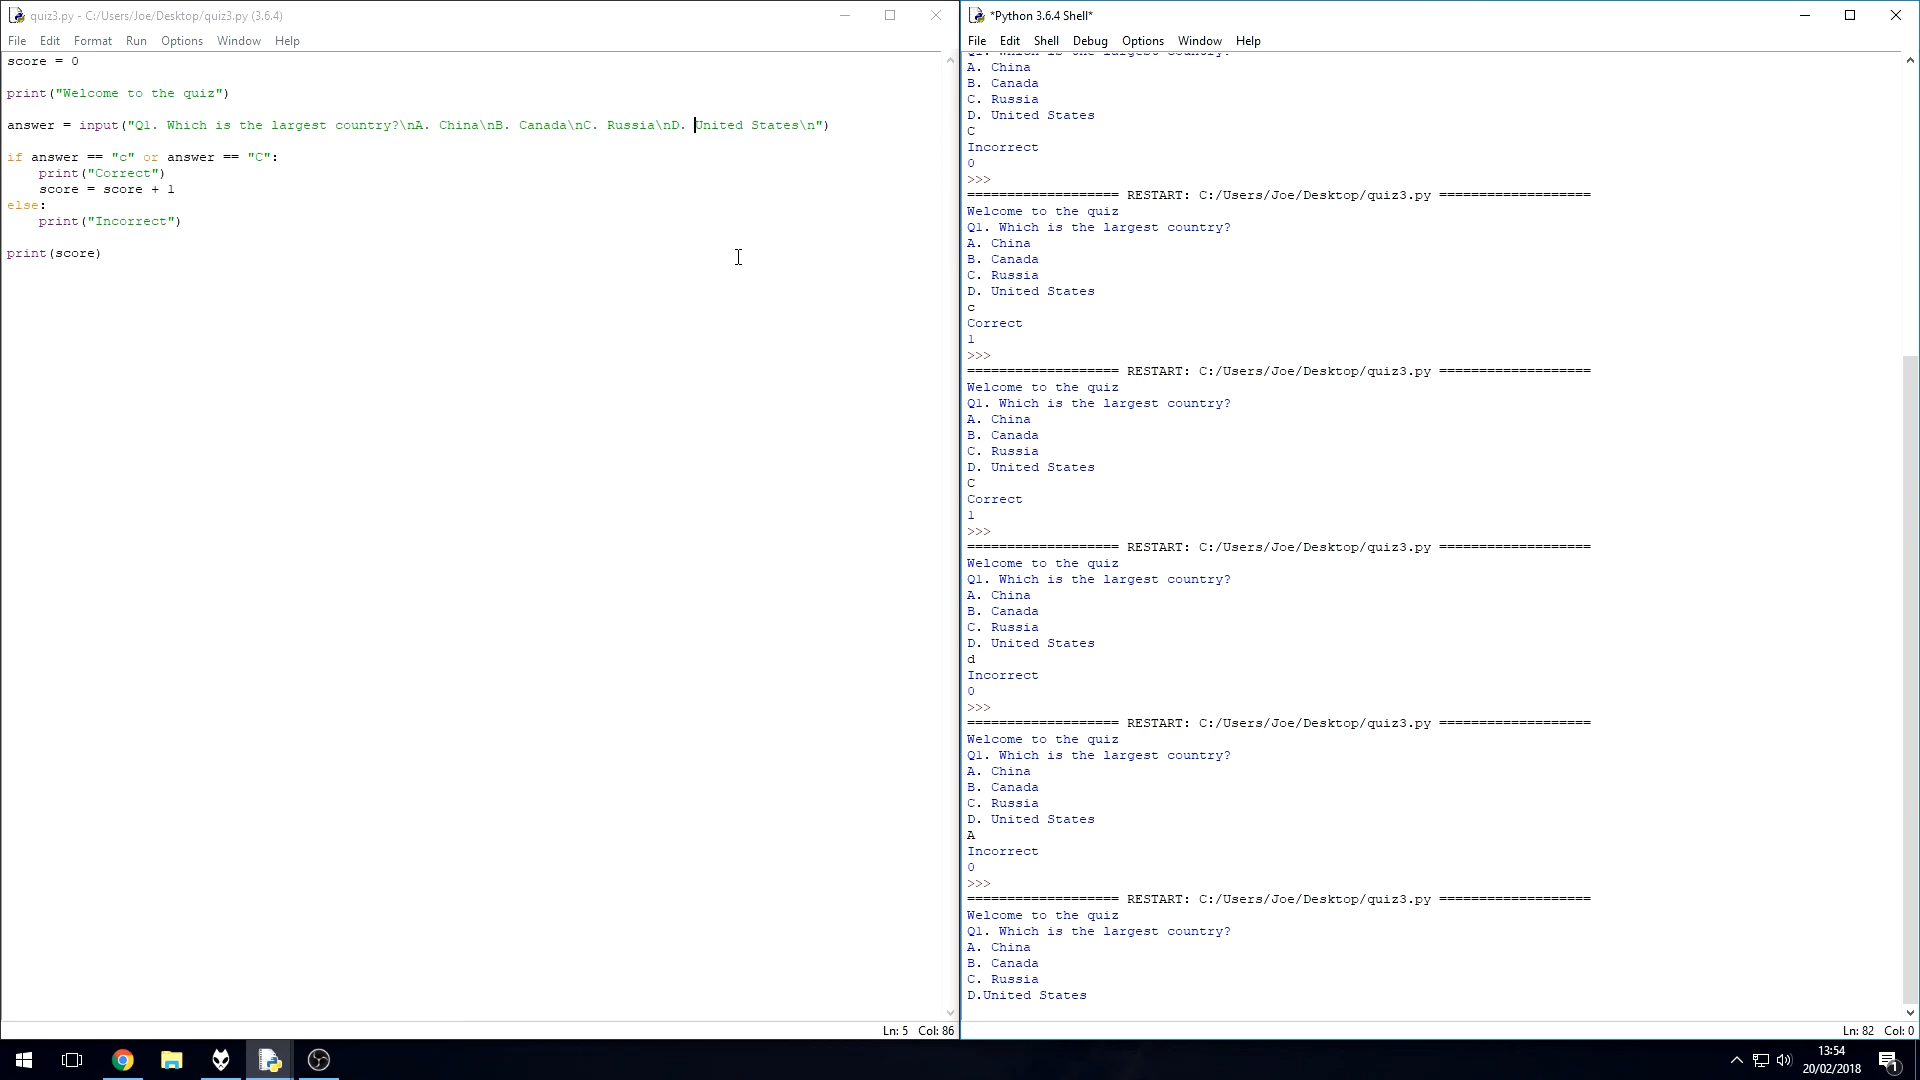 quiz3.py - C:/Users/Joe/Desktop/quiz3.py (3.6.4)
File Edit Format Run Options Window Help
score = 0
print("Welcome to the quiz")
answer = input("Q1. Which is the largest country?\nA. China\nB. Canada\nC. Russia\nD. United States\n")
if answer == "c" or answer == "C":
print("Correct")
score = score + 1
else:
print("Incorrect")
print(score)
Ln: 5 Col: 86
*Python 3.6.4 Shell*
File Edit Shell Debug Options Window Help
Q1. Which is the largest country?
A. China
B. Canada
C. Russia
D. United States
C
Incorrect
0
>>>
=================== RESTART: C:/Users/Joe/Desktop/quiz3.py ===================
Welcome to the quiz
Q1. Which is the largest country?
A. China
B. Canada
C. Russia
D. United States
c
Correct
1
>>>
=================== RESTART: C:/Users/Joe/Desktop/quiz3.py ===================
Welcome to the quiz
Q1. Which is the largest country?
A. China
B. Canada
C. Russia
D. United States
C
Correct
1
>>>
=================== RESTART: C:/Users/Joe/Desktop/quiz3.py ===================
Welcome to the quiz
Q1. Which is the largest country?
A. China
B. Canada
C. Russia
D. United States
d
Incorrect
0
>>>
=================== RESTART: C:/Users/Joe/Desktop/quiz3.py ===================
Welcome to the quiz
Q1. Which is the largest country?
A. China
B. Canada
C. Russia
D. United States
A
Incorrect
0
>>>
=================== RESTART: C:/Users/Joe/Desktop/quiz3.py ===================
Welcome to the quiz
Q1. Which is the largest country?
A. China
B. Canada
C. Russia
D.United States
Ln: 82 Col: 0
13:54
20/02/2018
1